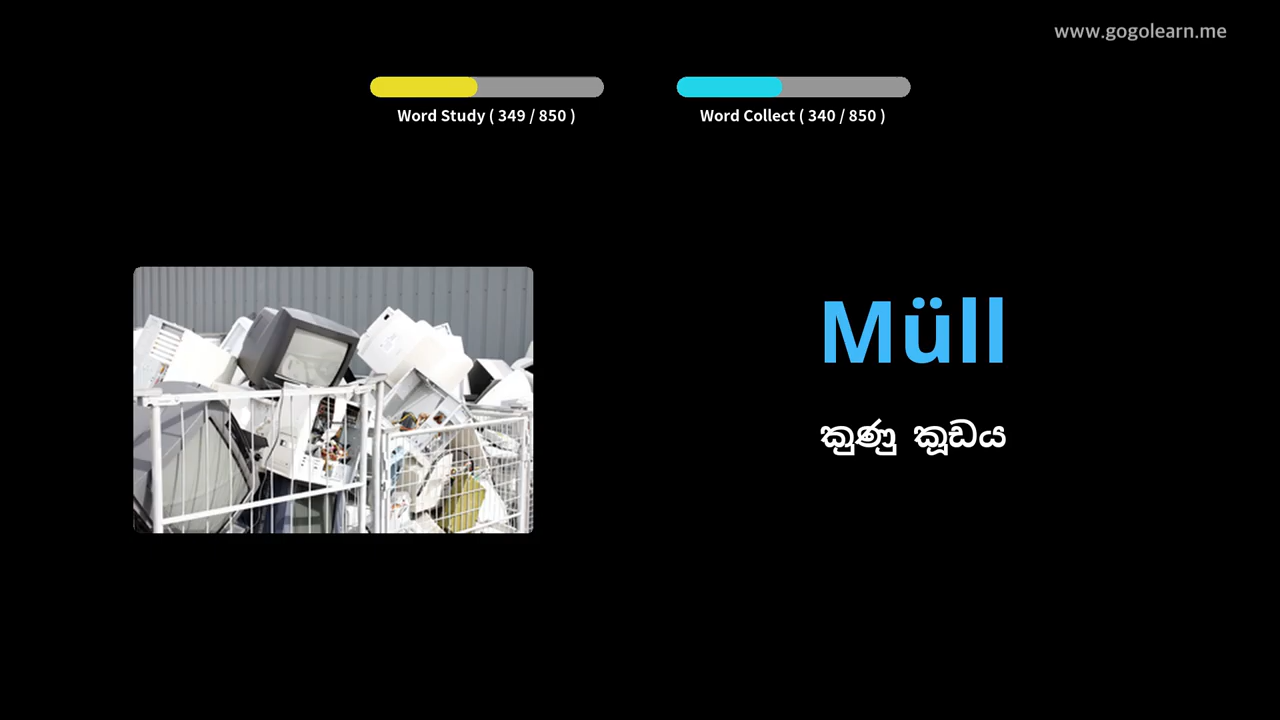 www.gogolearn.me
Word Study ( 349 / 850 )
Word Collect ( 340 / 850 )
Müll
කුණු කූඩය